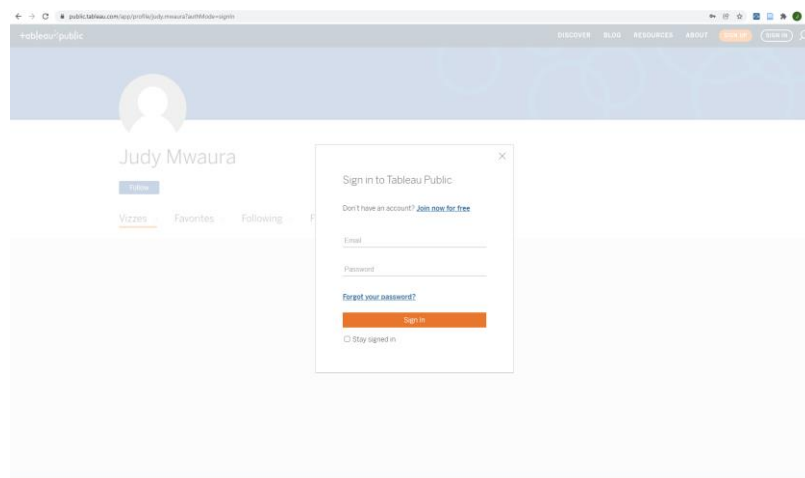 public.tableau.com/app/profile/judy.mwaura?authMode=signIn
+ableau public
DISCOVER BLOG RESOURCES ABOUT SIGN UP SIGN IN
Judy Mwaura
Follow
Vizzes Favorites Following F
Sign in to Tableau Public
Don't have an account? Join now for free
Email
Password
Forgot your password?
Sign In
Stay signed in